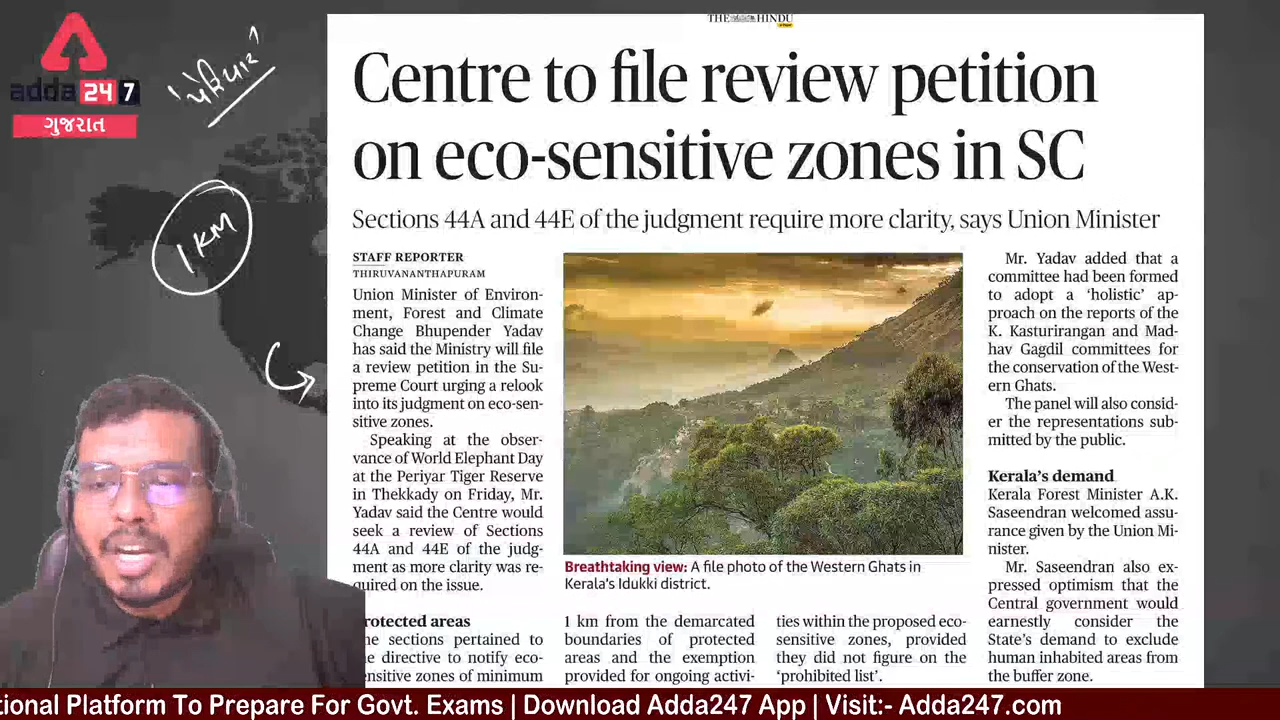 THE HINDU
adda 247
ગુજરાત
'પેરિયાર'
1 KM
Centre to file review petition
on eco-sensitive zones in SC
Sections 44A and 44E of the judgment require more clarity, says Union Minister
STAFF REPORTER
THIRUVANANTHAPURAM
Union Minister of Environ-
ment, Forest and Climate
Change Bhupender Yadav
has said the Ministry will file
a review petition in the Su-
preme Court urging a relook
into its judgment on eco-sen-
sitive zones.
Speaking at the obser-
vance of World Elephant Day
at the Periyar Tiger Reserve
in Thekkady on Friday, Mr.
Yadav said the Centre would
seek a review of Sections
44A and 44E of the judg-
ment as more clarity was re-
quired on the issue.
rotected areas
he sections pertained to
e directive to notify eco-
ensitive zones of minimum
Breathtaking view: A file photo of the Western Ghats in
Kerala's Idukki district.
1 km from the demarcated
boundaries of protected
areas and the exemption
provided for ongoing activi-
ties within the proposed eco-
sensitive zones, provided
they did not figure on the
'prohibited list'.
Mr. Yadav added that a
committee had been formed
to adopt a 'holistic' ap-
proach on the reports of the
K. Kasturirangan and Mad-
hav Gagdil committees for
the conservation of the West-
ern Ghats.
The panel will also consid-
er the representations sub-
mitted by the public.
Kerala's demand
Kerala Forest Minister A.K.
Saseendran welcomed assu-
rance given by the Union Mi-
nister.
Mr. Saseendran also ex-
pressed optimism that the
Central government would
earnestly consider the
State's demand to exclude
human inhabited areas from
the buffer zone.
tional Platform To Prepare For Govt. Exams | Download Adda247 App | Visit:- Adda247.com